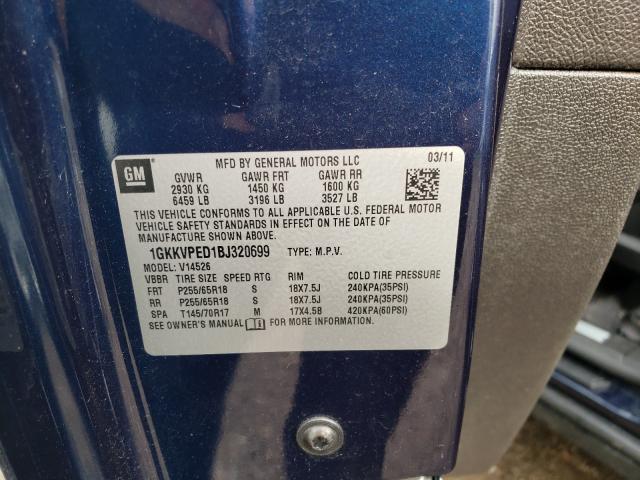 GM
MFD BY GENERAL MOTORS LLC 03/11
GVWR GAWR FRT GAWR RR
2930 KG 1450 KG 1600 KG
6459 LB 3196 LB 3527 LB
THIS VEHICLE CONFORMS TO ALL APPLICABLE U.S. FEDERAL MOTOR
VEHICLE SAFETY STANDARDS IN EFFECT ON THE DATE OF
MANUFACTURE SHOWN ABOVE.
1GKKVPED1BJ320699 TYPE: M.P.V.
MODEL: V14526
VBBR TIRE SIZE SPEED RTG RIM COLD TIRE PRESSURE
FRT P255/65R18 S 18X7.5J 240KPA(35PSI)
RR P255/65R18 S 18X7.5J 240KPA(35PSI)
SPA T145/70R17 M 17X4.5B 420KPA(60PSI)
SEE OWNER'S MANUAL FOR MORE INFORMATION.